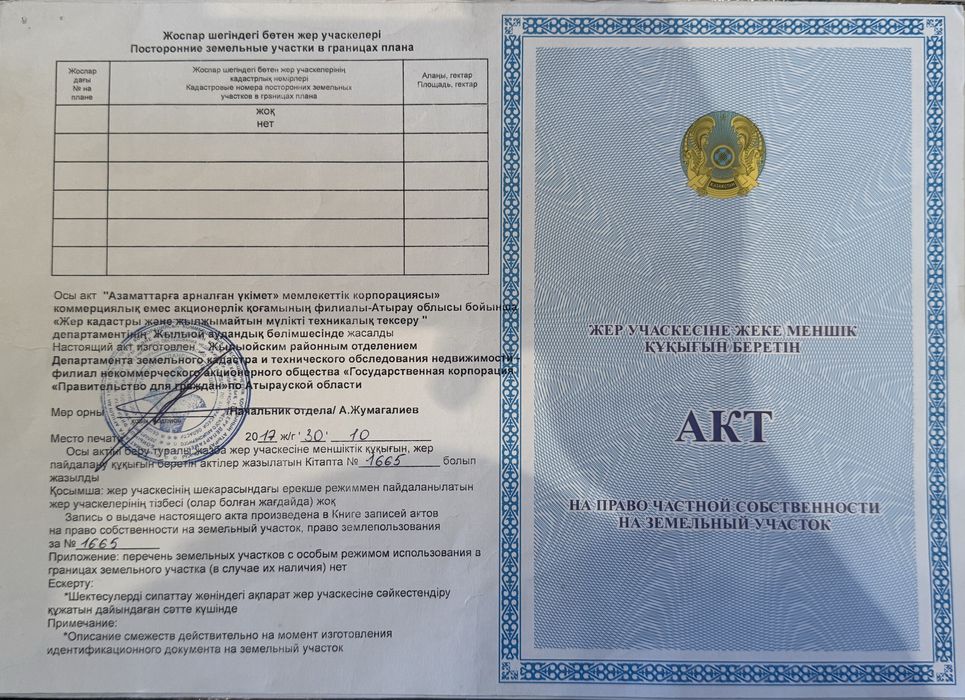 Жоспар шегіндегі бөтен жер учаскелері
Посторонние земельные участки в границах плана
Жоспар
дағы
№ на
плане
Жоспар шегіндегі бөтен жер учаскелерінің
кадастрлық нөмірлері
Кадастровые номера посторонних земельных
участков в границах плана
Алаңы, гектар
Площадь, гектар
жоқ
нет
Осы акт "Азаматтарға арналған үкімет» мемлекеттік корпорациясы»
коммерциялық емес акционерлік қоғамының филиалы-Атырау облысы бойында
«Жер кадастры және жылжымайтын мүлікті техникалық тексеру "
департаментінің Жылыой аудандық бөлімшесінде жасалды
Настоящий акт изготовлен Жылыойским районным отделением
Департамента земельного кадастра и технического обследования недвижимости -
филиал некоммерческого акционерного общества «Государственная корпорация
«Правительство для граждан»по Атырауской области
Мөр орны
/Начальник отдела/ А.Жумагалиев
Место печати
2017 ж/г '30' 10
Осы актіні беру туралы жазба жер учаскесіне меншіктік құқығын, жер
пайдалану құқығын беретін актілер жазылатын Кітапта № 1665 болып
жазылды
Қосымша: жер учаскесінің шекарасындағы ерекше режиммен пайдаланылатын
жер учаскелерінің тізбесі (олар болған жағдайда) жоқ
Запись о выдаче настоящего акта произведена в Книге записей актов
на право собственности на земельный участок, право землепользования
за № 1665
Приложение: перечень земельных участков с особым режимом использования в
границах земельного участка (в случае их наличия) нет
Ескерту:
*Шектесулерді сипаттау жөніндегі ақпарат жер учаскесіне сәйкестендіру
құжатын дайындаған сәтте күшінде
Примечание:
*Описание смежеств действительно на момент изготовления
идентификационного документа на земельный участок
ҚАЗАҚСТАН
ЖЕР УЧАСКЕСІНЕ ЖЕКЕ МЕНШІК
ҚҰҚЫҒЫН БЕРЕТІН
АКТ
НА ПРАВО ЧАСТНОЙ СОБСТВЕННОСТИ
НА ЗЕМЕЛЬНЫЙ УЧАСТОК